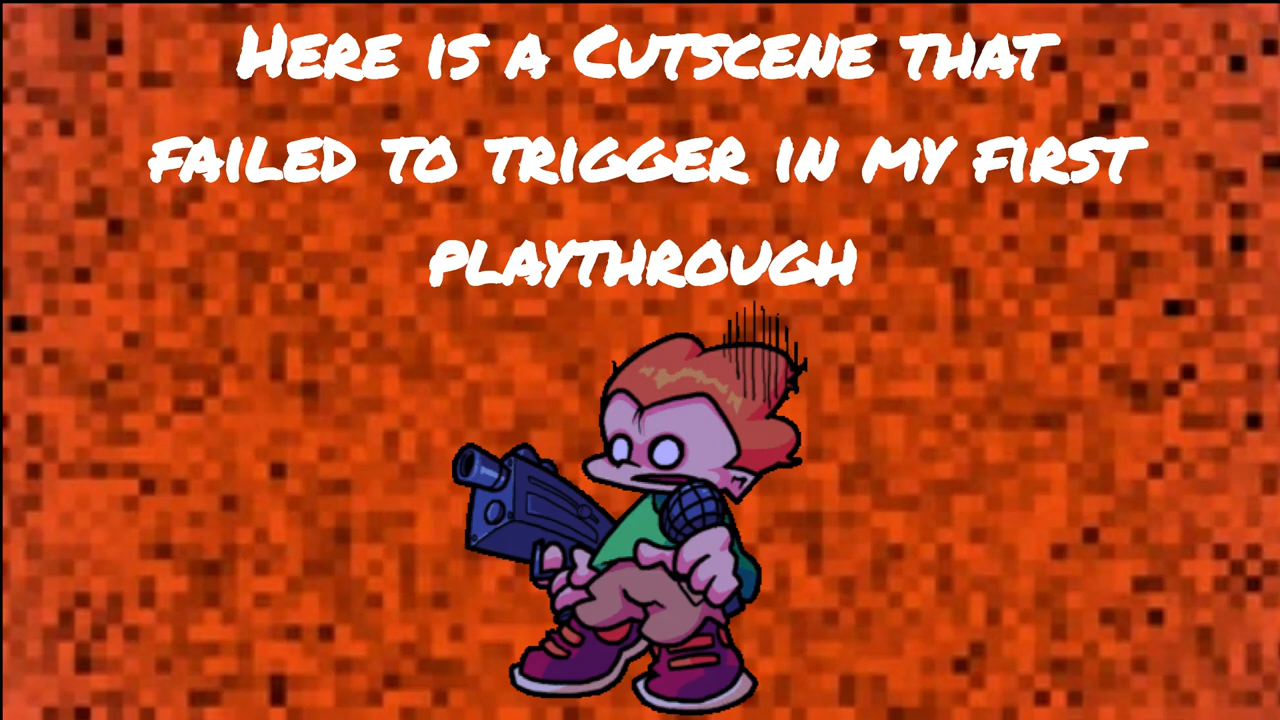 Here is a Cutscene that
failed to trigger in my first
playthrough